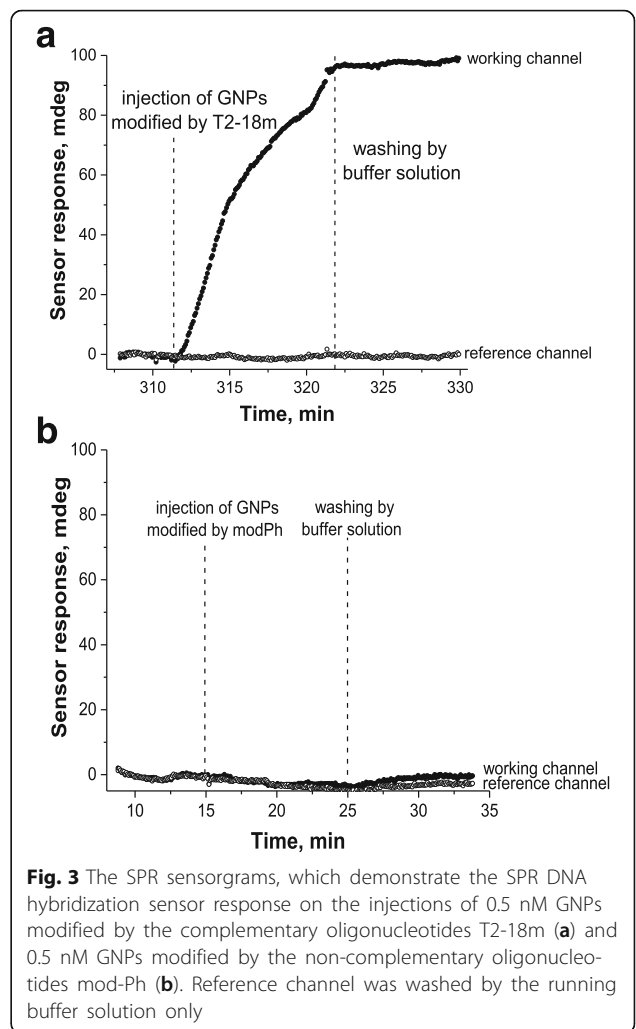 a
100
80
60
40
20
0
Sensor response, mdeg
injection of GNPs
modified by T2-18m
washing by
buffer solution
working channel
reference channel
310 315 320 325 330
Time, min
b
100
80
60
40
20
0
Sensor response, mdeg
injection of GNPs
modified by modPh
washing by
buffer solution
working channel
reference channel
10 15 20 25 30 35
Time, min
Fig. 3 The SPR sensorgrams, which demonstrate the SPR DNA
hybridization sensor response on the injections of 0.5 nM GNPs
modified by the complementary oligonucleotides T2-18m (a) and
0.5 nM GNPs modified by the non-complementary oligonucleo-
tides mod-Ph (b). Reference channel was washed by the running
buffer solution only